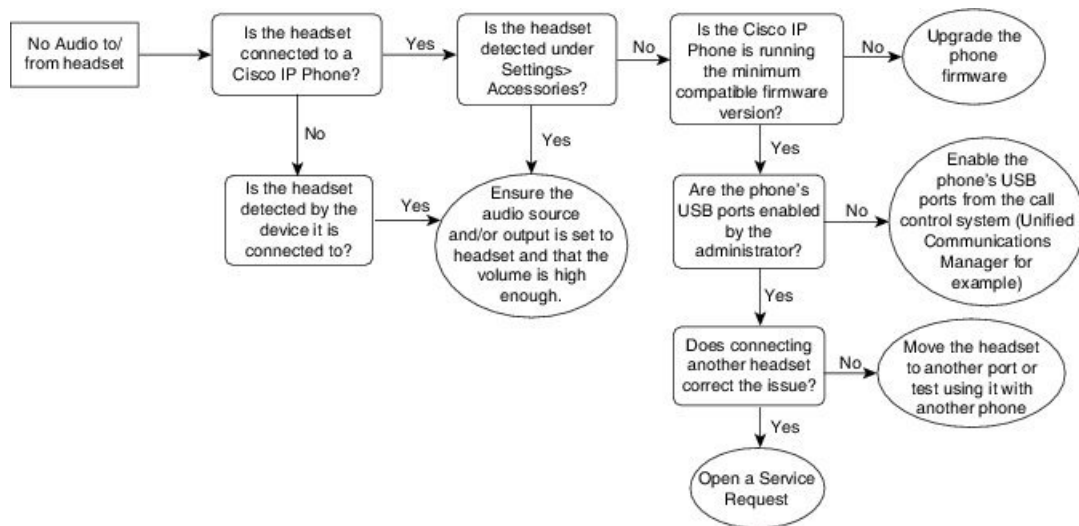 No Audio to/
from headset
Is the headset
connected to a
Cisco IP Phone?
Yes
Is the headset
detected under
Settings>
Accessories?
No
Is the Cisco IP
Phone is running
the minimum
compatible firmware
version?
No
Upgrade the
phone
firmware
No
Yes
Yes
Is the headset
detected by the
device it is
connected to?
Yes
Ensure the
audio source
and/or output is set to
headset and that the
volume is high
enough.
Are the phone's
USB ports enabled
by the
administrator?
No
Enable the
phone's USB
ports from the call
control system (Unified
Communications
Manager for
example)
Yes
Does connecting
another headset
correct the issue?
No
Move the headset
to another port or
test using it with
another phone
Yes
Open a Service
Request